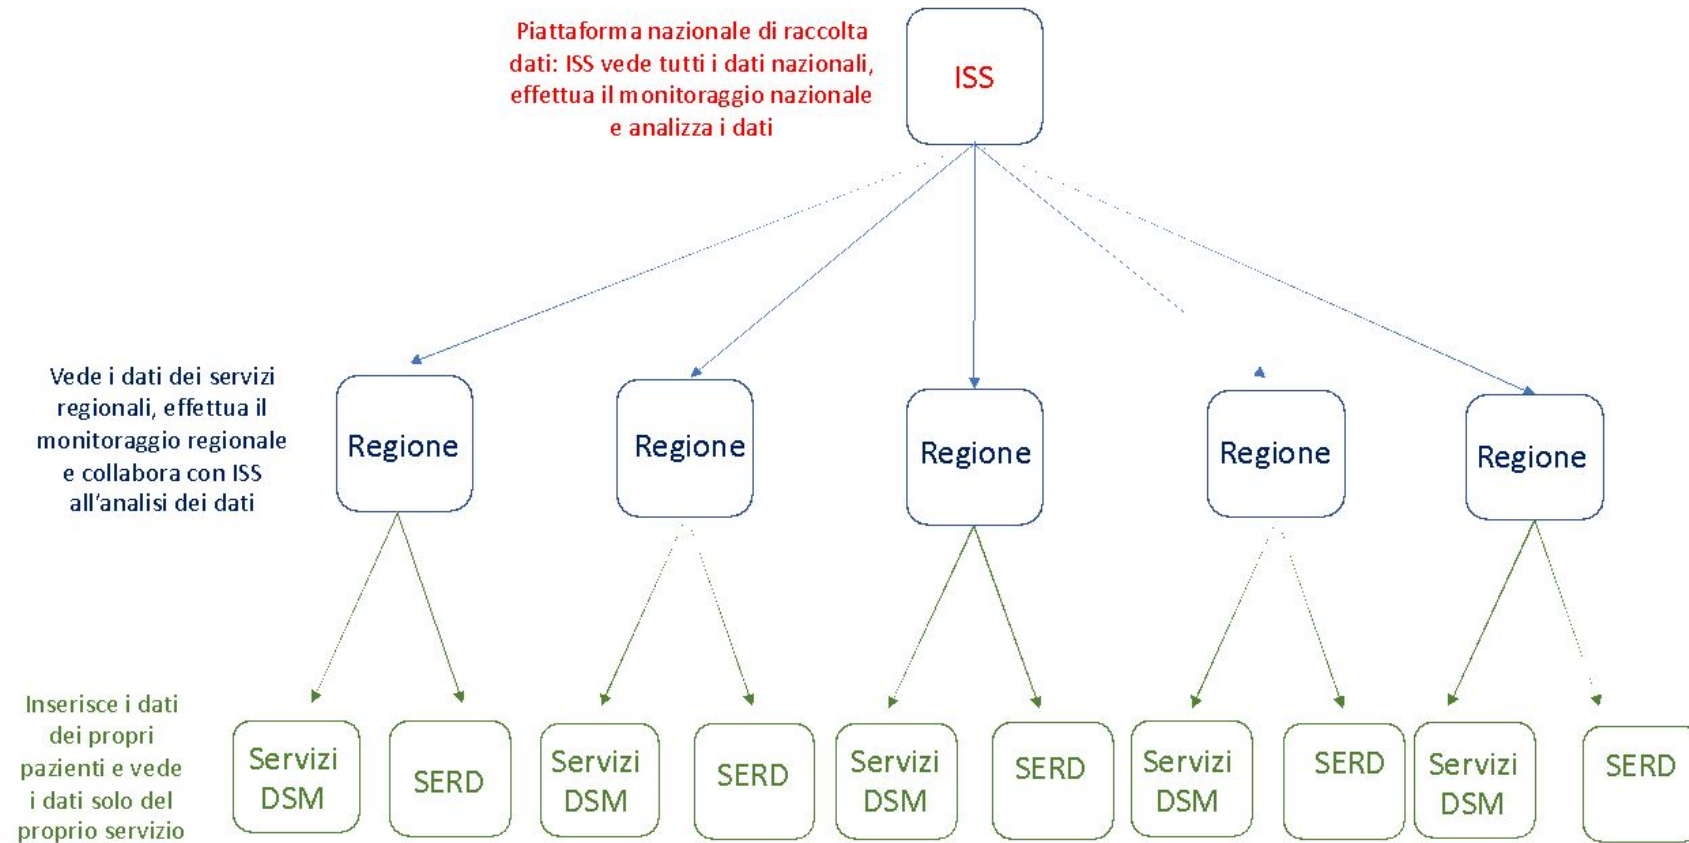 Piattaforma nazionale di raccolta
dati: ISS vede tutti i dati nazionali,
effettua il monitoraggio nazionale
e analizza i dati
ISS
Vede i dati dei servizi
regionali, effettua il
monitoraggio regionale
e collabora con ISS
all'analisi dei dati
Regione
Regione
Regione
Regione
Regione
Inserisce i dati
dei propri
pazienti e vede
i dati solo del
proprio servizio
Servizi
DSM
SERD
Servizi
DSM
SERD
Servizi
DSM
SERD
Servizi
DSM
SERD
Servizi
DSM
SERD